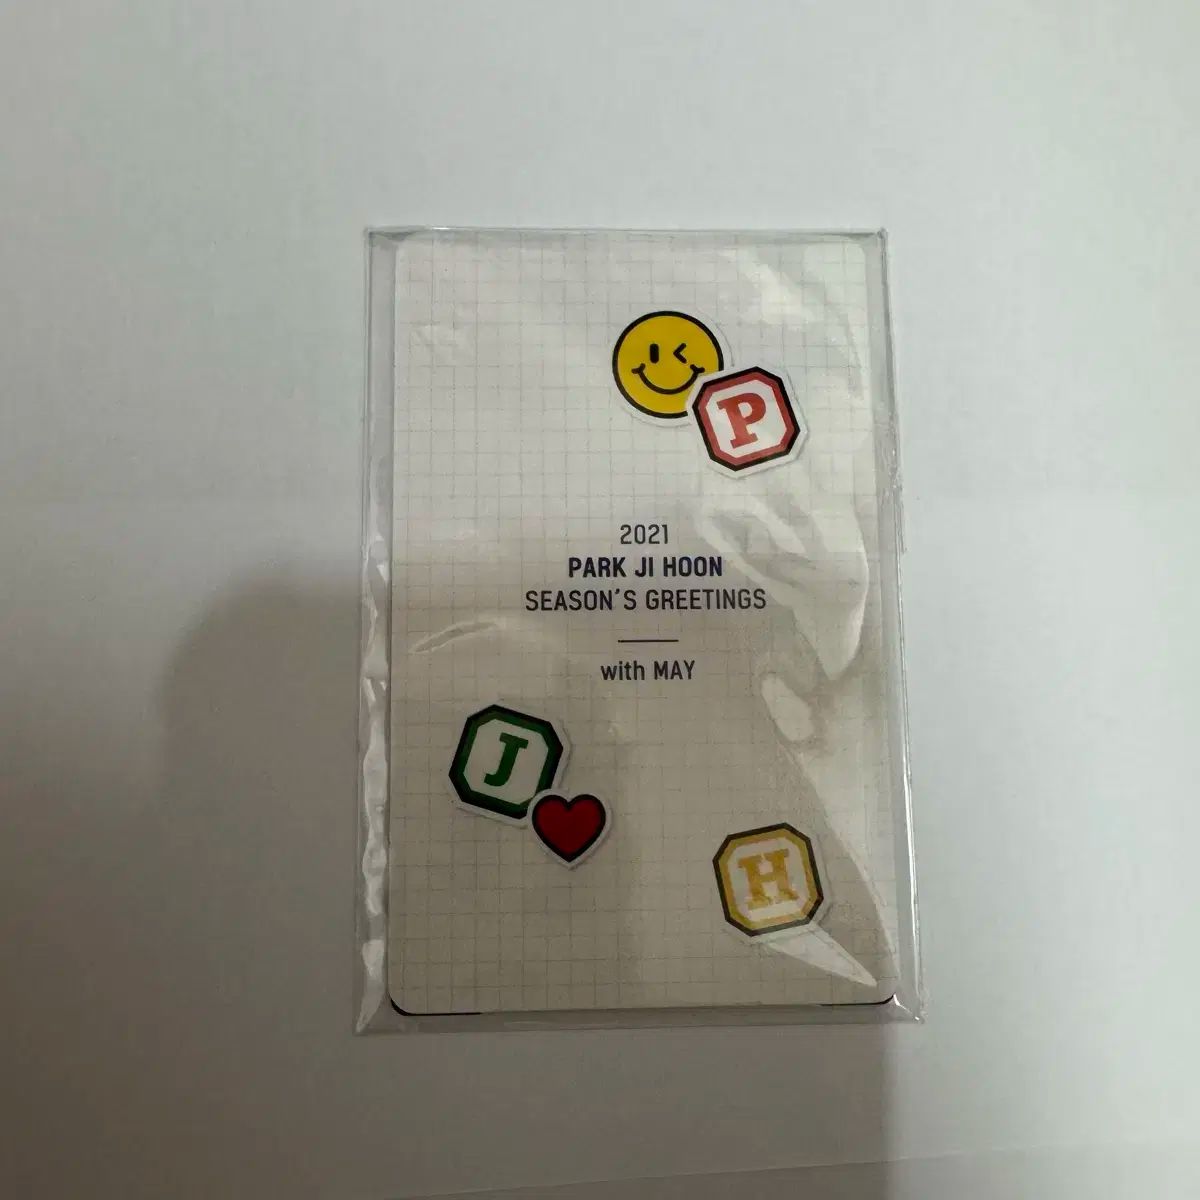 P
2021
PARK JI HOON
SEASON'S GREETINGS
with MAY
J
H